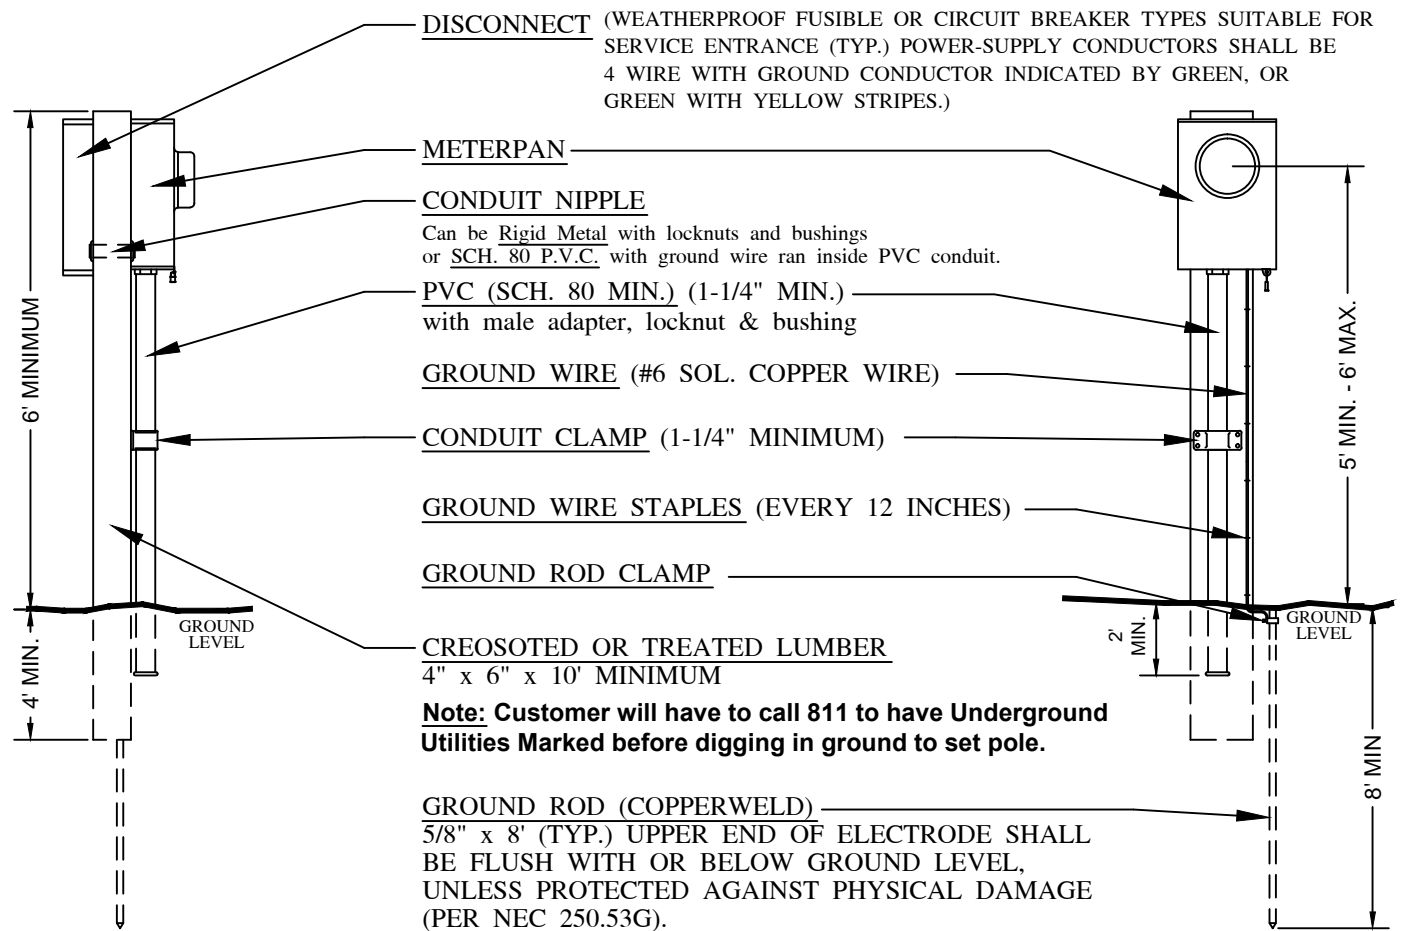 DISCONNECT (WEATHERPROOF FUSIBLE OR CIRCUIT BREAKER TYPES SUITABLE FOR
SERVICE ENTRANCE (TYP.) POWER-SUPPLY CONDUCTORS SHALL BE
4 WIRE WITH GROUND CONDUCTOR INDICATED BY GREEN, OR
GREEN WITH YELLOW STRIPES.)
METERPAN
CONDUIT NIPPLE
Can be Rigid Metal with locknuts and bushings
or SCH. 80 P.V.C. with ground wire ran inside PVC conduit.
PVC (SCH. 80 MIN.) (1-1/4" MIN.)
with male adapter, locknut & bushing
GROUND WIRE (#6 SOL. COPPER WIRE)
CONDUIT CLAMP (1-1/4" MINIMUM)
GROUND WIRE STAPLES (EVERY 12 INCHES)
GROUND ROD CLAMP
CREOSOTED OR TREATED LUMBER
4" x 6" x 10' MINIMUM
Note: Customer will have to call 811 to have Underground
Utilities Marked before digging in ground to set pole.
GROUND ROD (COPPERWELD)
5/8" x 8' (TYP.) UPPER END OF ELECTRODE SHALL
BE FLUSH WITH OR BELOW GROUND LEVEL,
UNLESS PROTECTED AGAINST PHYSICAL DAMAGE
(PER NEC 250.53G).
6' MINIMUM
4' MIN.
GROUND
LEVEL
5' MIN. - 6' MAX.
2'
MIN.
GROUND
LEVEL
8' MIN